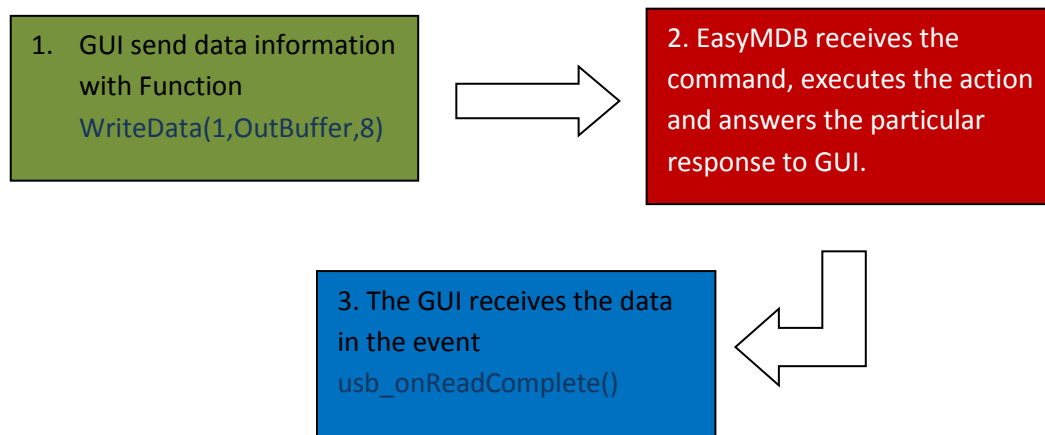 1. GUI send data information
with Function
WriteData(1,OutBuffer,8)
2. EasyMDB receives the
command, executes the action
and answers the particular
response to GUI.
3. The GUI receives the data
in the event
usb_onReadComplete()